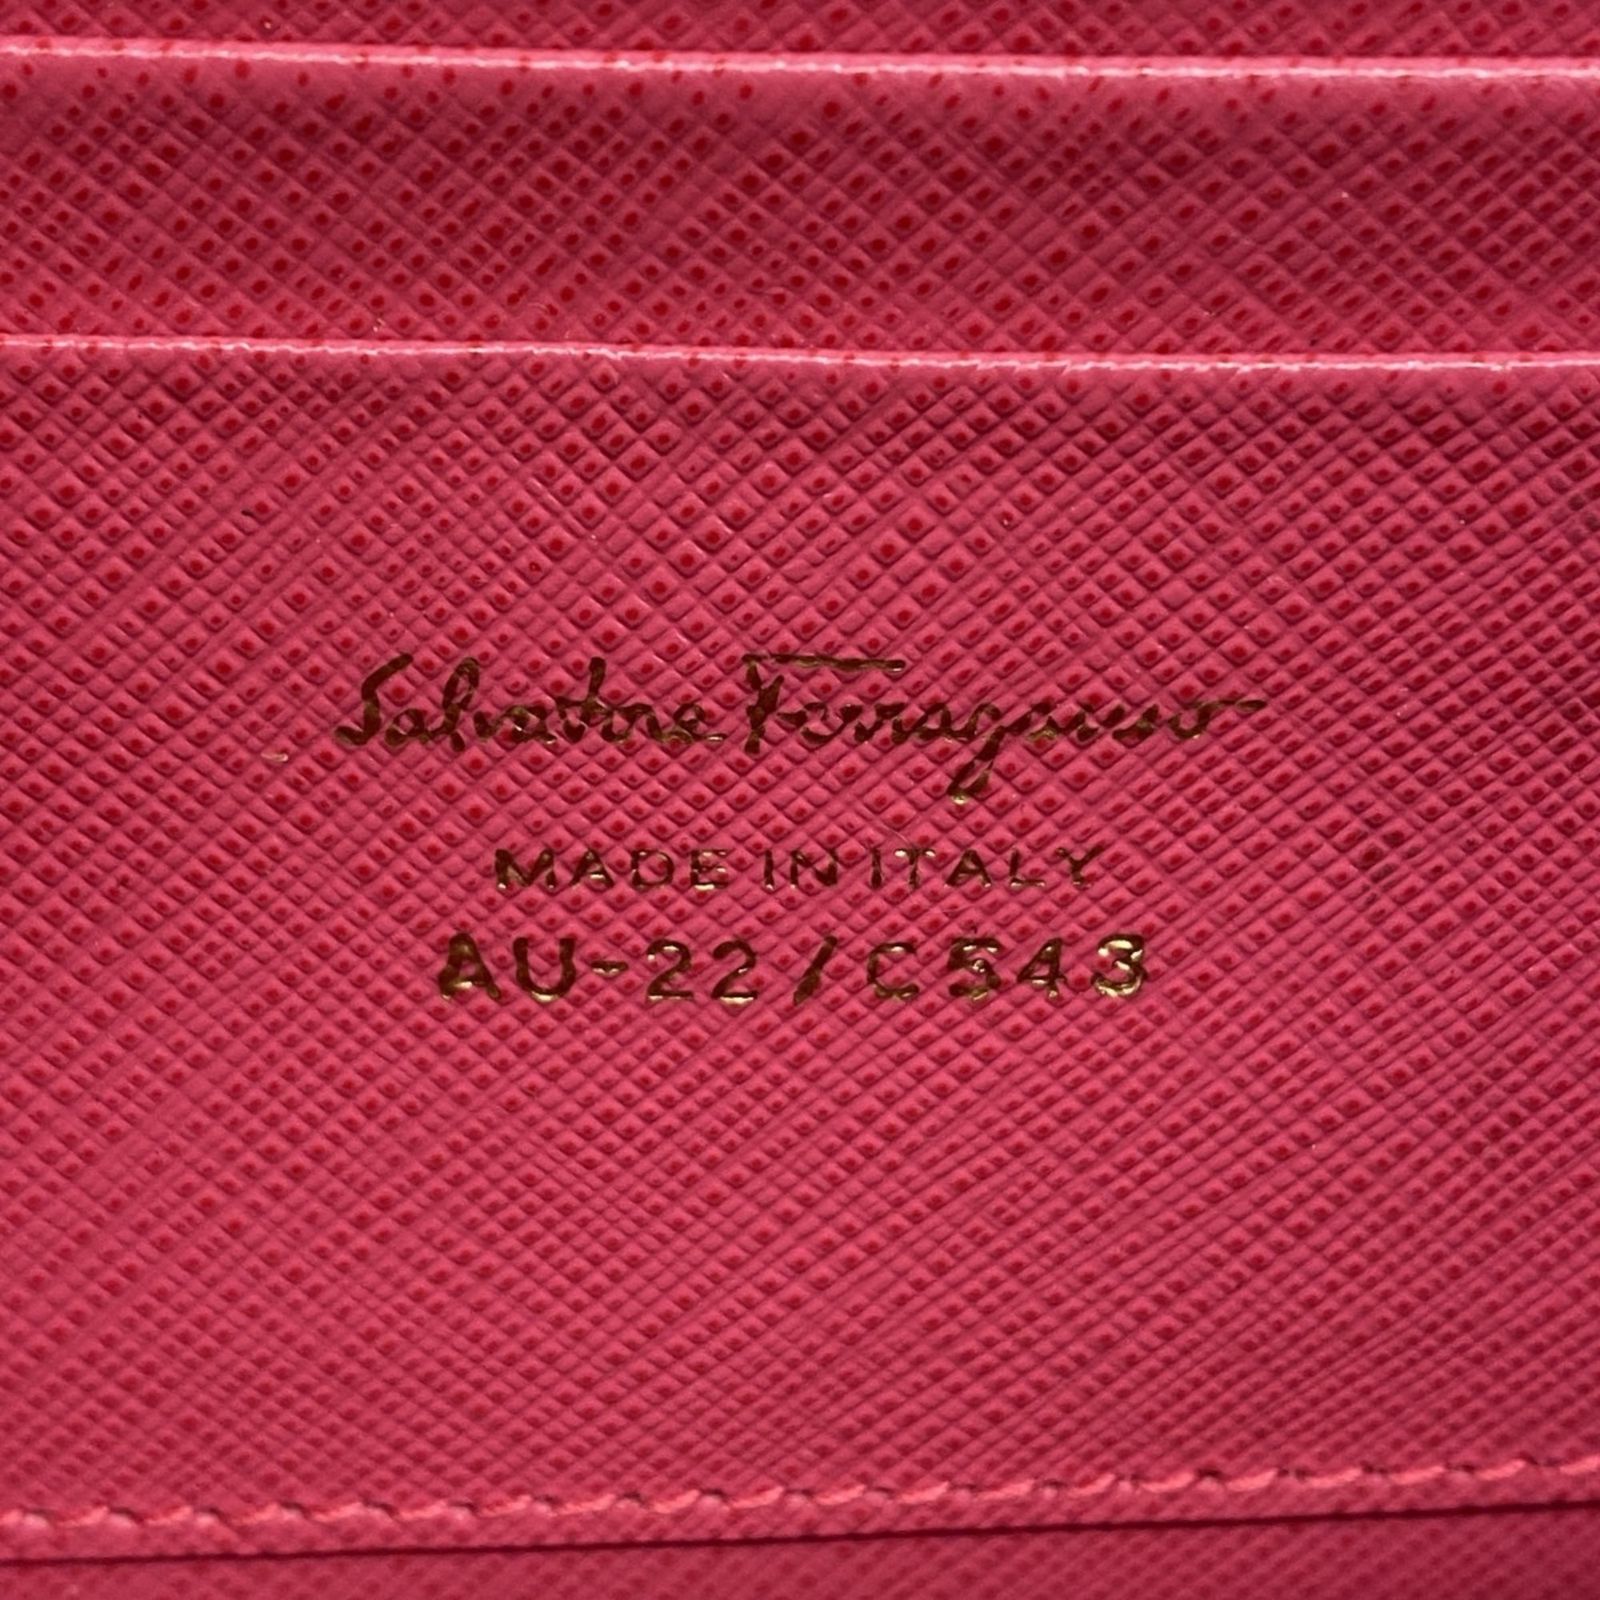 Salvatore Ferragamo
MADE IN ITALY
AU-22/C543